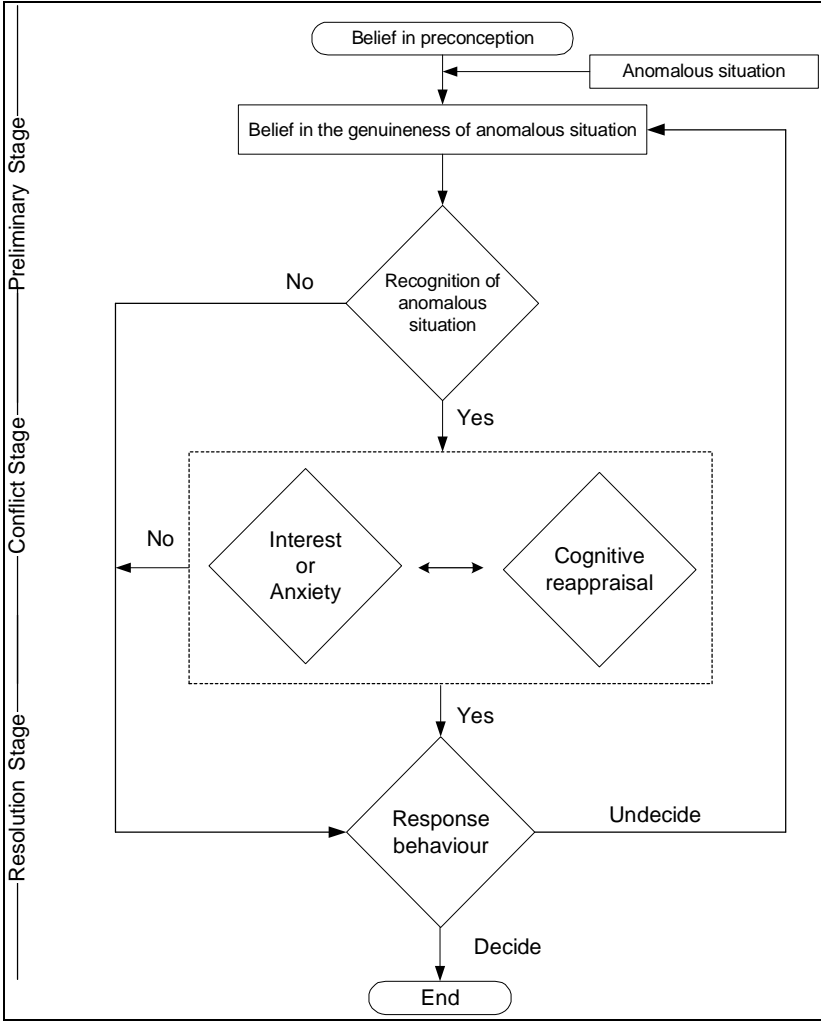 Belief in preconception
Anomalous situation
Belief in the genuineness of anomalous situation
Preliminary Stage
No
Recognition of
anomalous
situation
Yes
Conflict Stage
No
Interest
or
Anxiety
Cognitive
reappraisal
Yes
Resolution Stage
Response
behaviour
Undecide
Decide
End